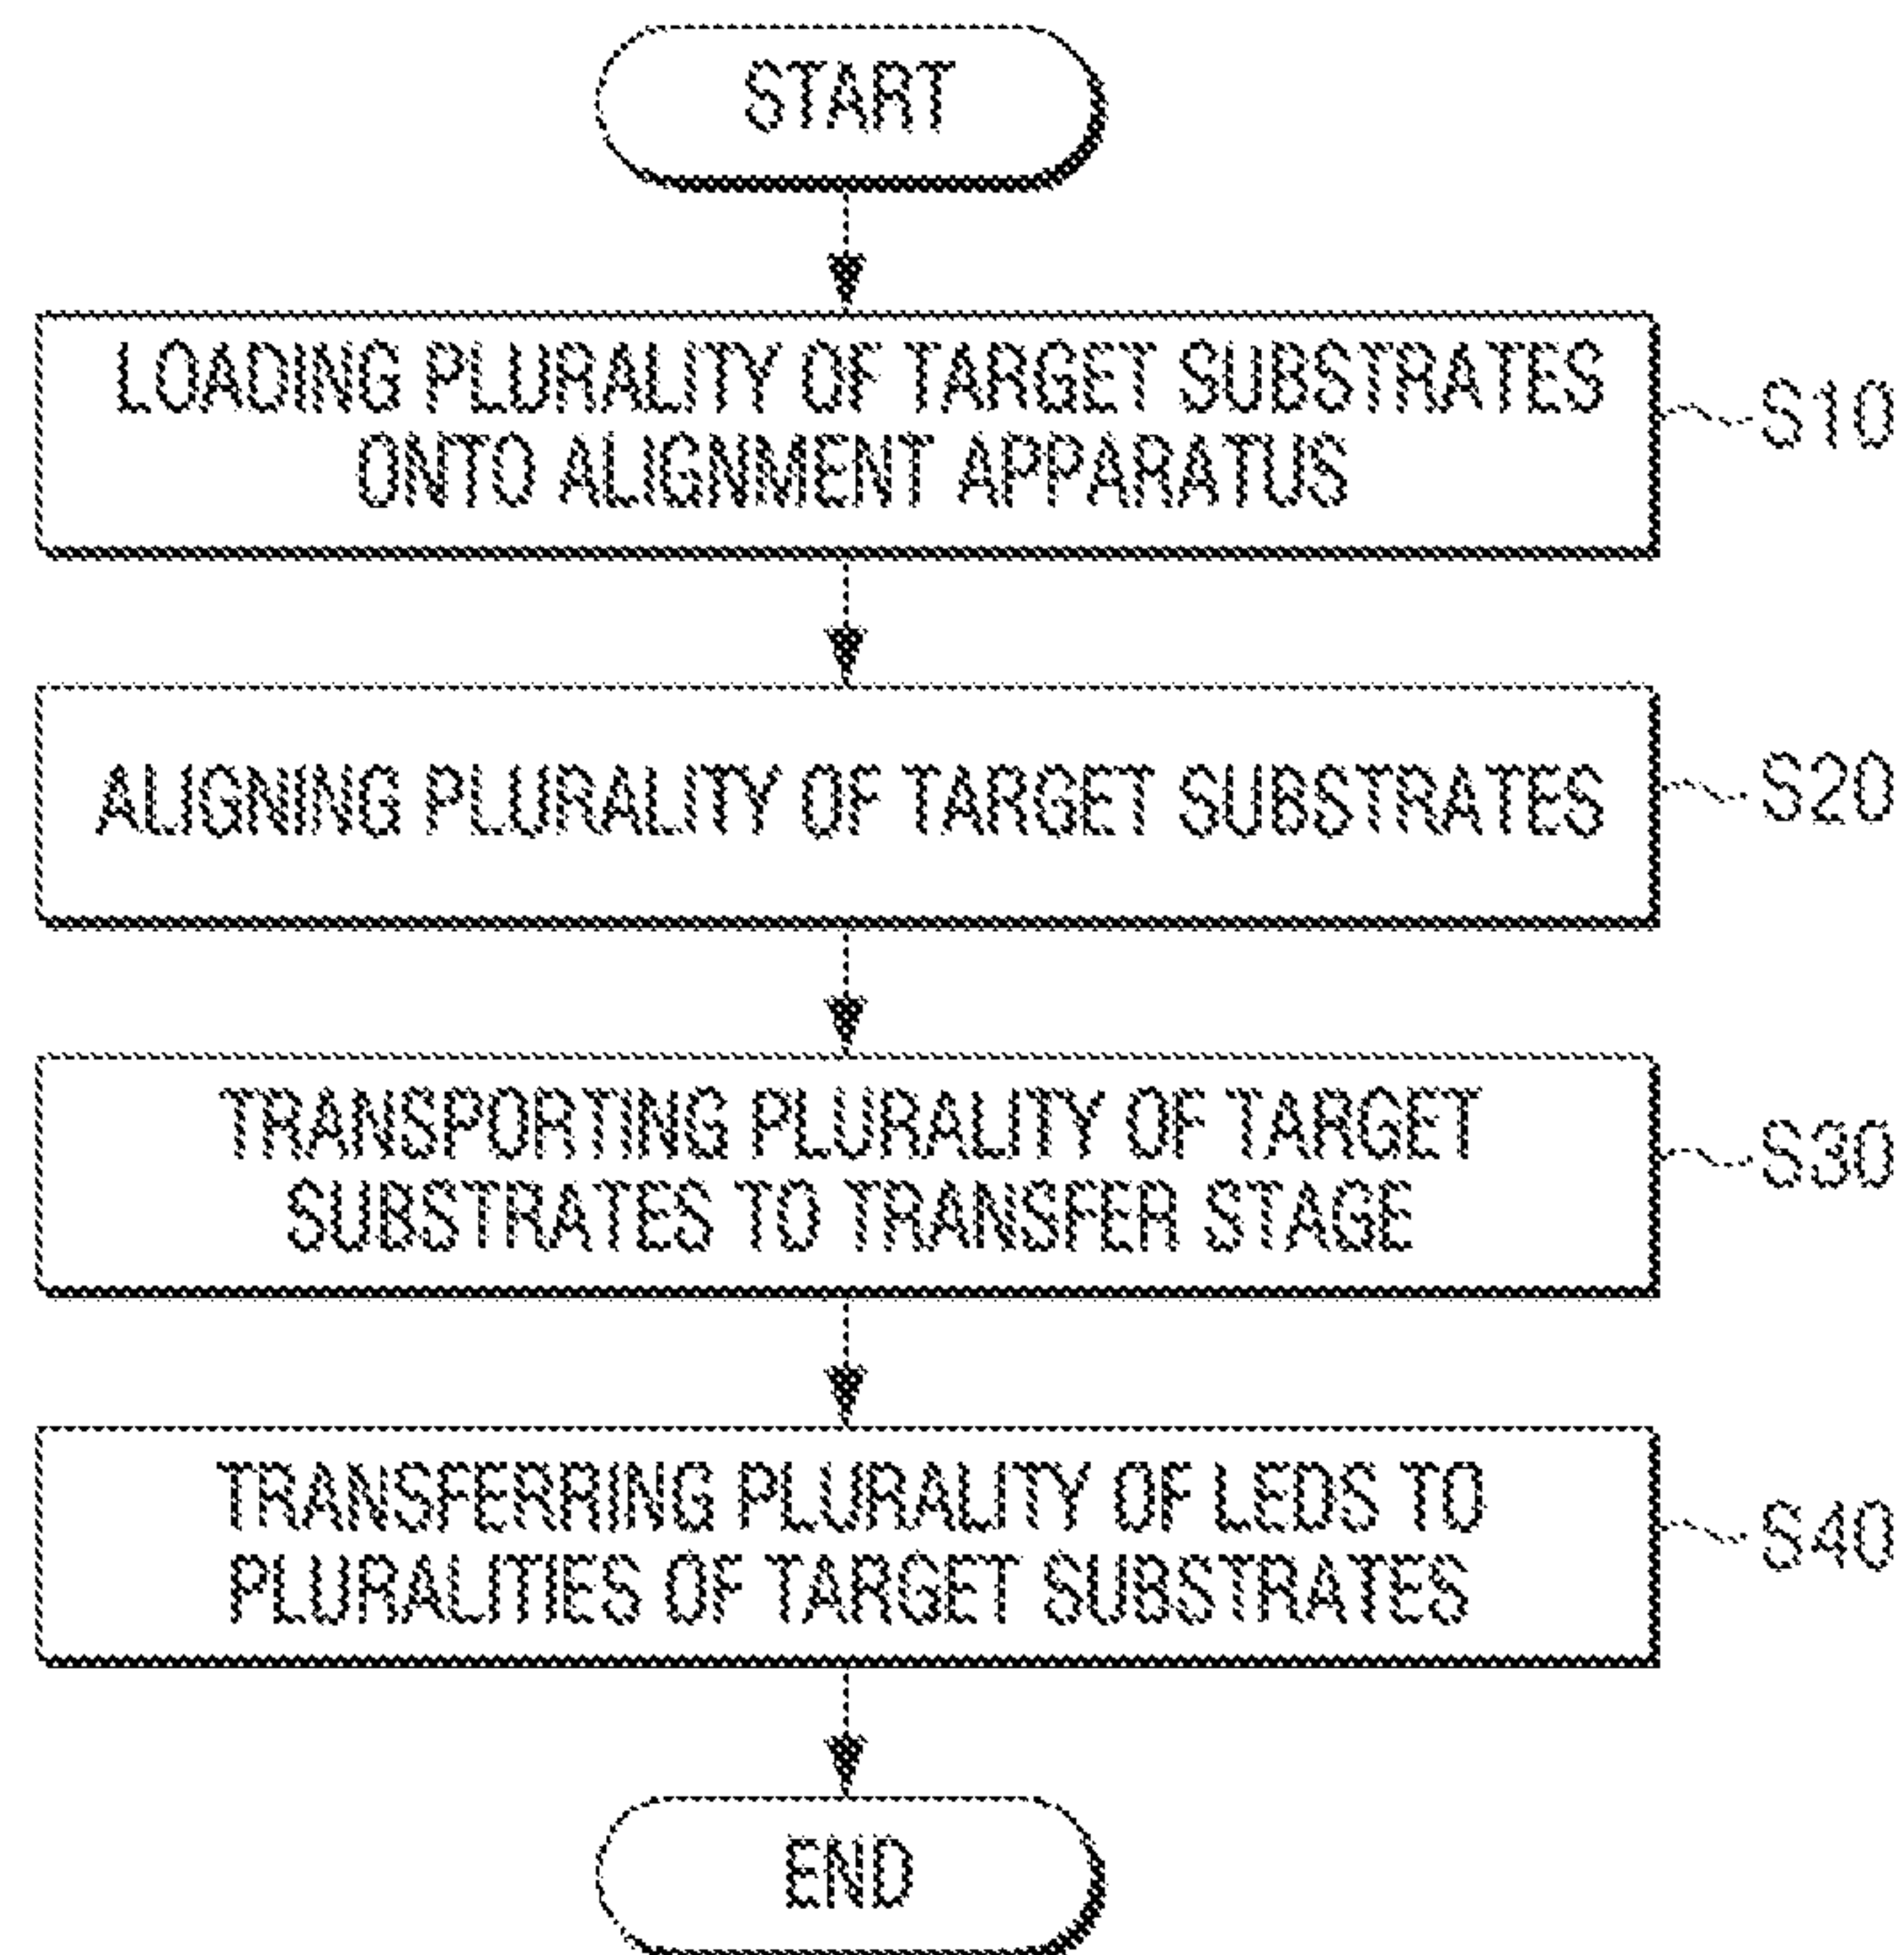 START
LOADING PLURALITY OF TARGET SUBSTRATES
ONTO ALIGNMENT APPARATUS
S10
ALIGNING PLURALITY OF TARGET SUBSTRATES
S20
TRANSPORTING PLURALITY OF TARGET
SUBSTRATES TO TRANSFER STAGE
S30
TRANSFERRING PLURALITY OF LEDS TO
PLURALITIES OF TARGET SUBSTRATES
S40
END